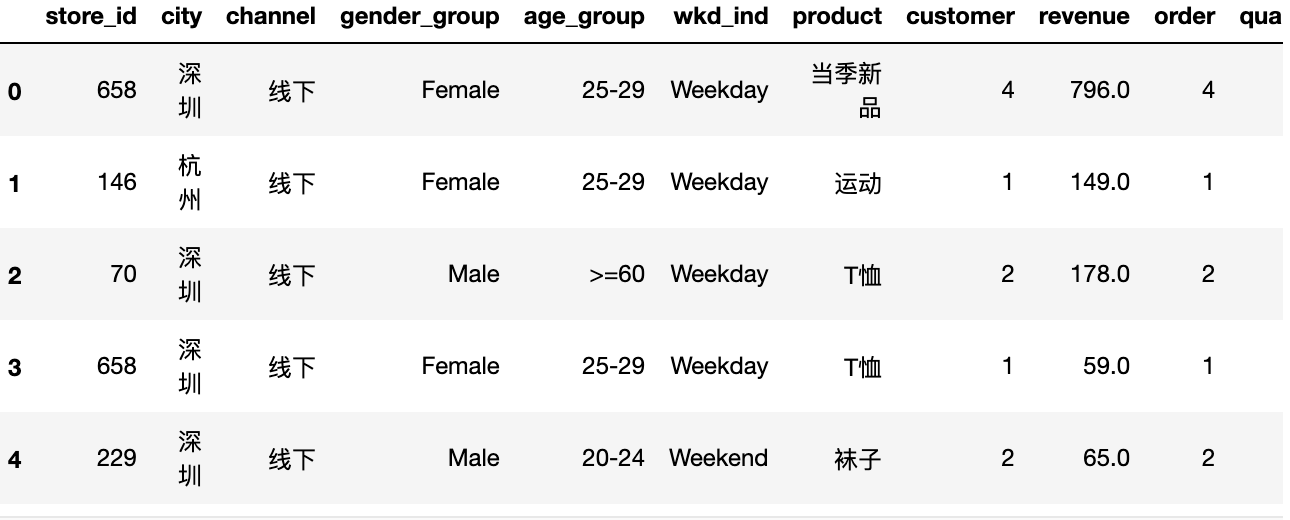 store_id city channel gender_group age_group wkd_ind product customer revenue order qua
0 658 深圳 线下 Female 25-29 Weekday 当季新品 4 796.0 4
1 146 杭州 线下 Female 25-29 Weekday 运动 1 149.0 1
2 70 深圳 线下 Male >=60 Weekday T恤 2 178.0 2
3 658 深圳 线下 Female 25-29 Weekday T恤 1 59.0 1
4 229 深圳 线下 Male 20-24 Weekend 袜子 2 65.0 2